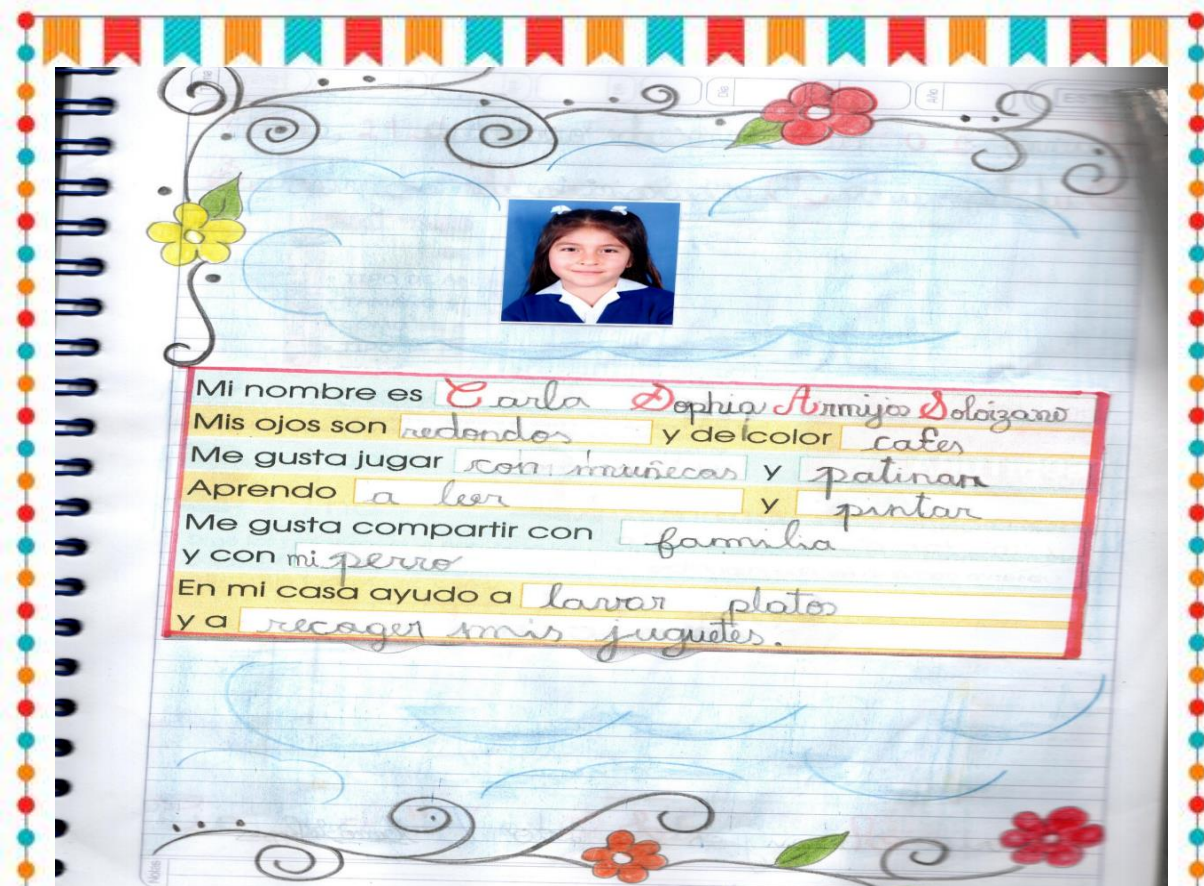 Mi nombre es Carla Sophia Armijos Solórzano
Mis ojos son redondos y de color cafes
Me gusta jugar con muñecas y patinar
Aprendo a leer y pintar
Me gusta compartir con familia
y con mi perro
En mi casa ayudo a lavar platos
y a recoger mis juguetes.